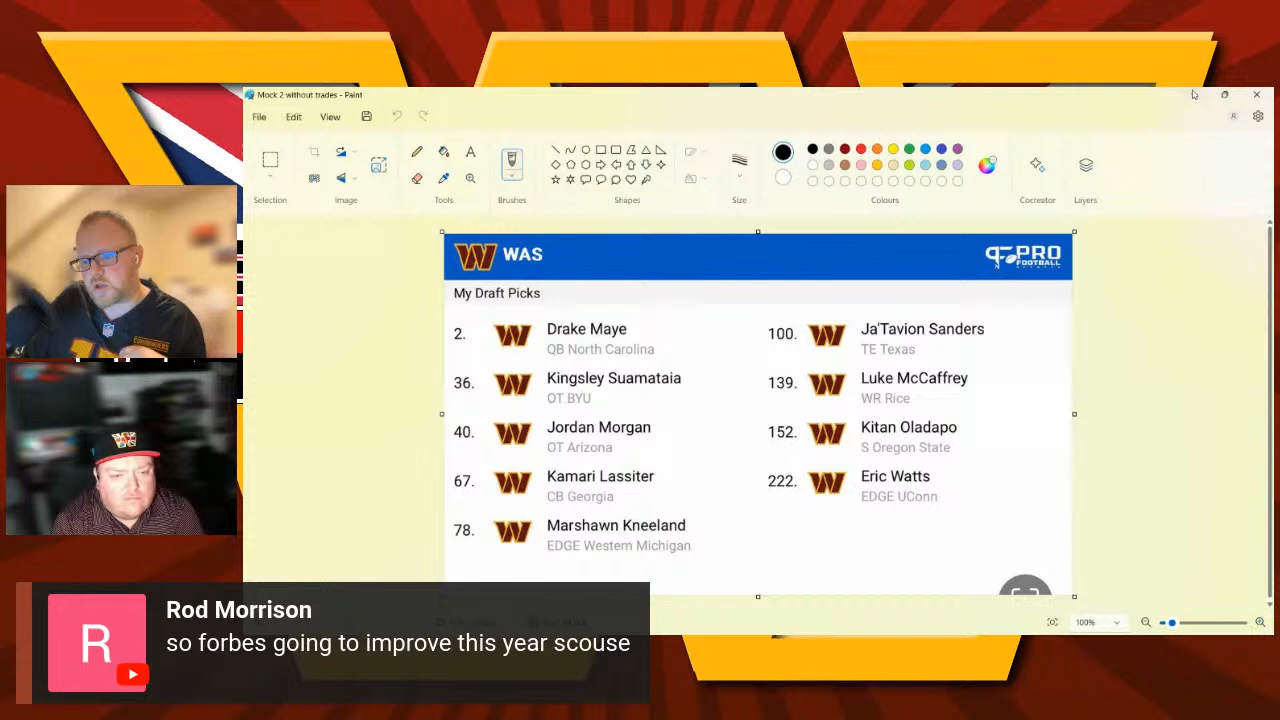 Mock 2 without trades - Paint
File Edit View
Selection Image Tools Brushes Shapes Size Colours Cocreator Layers
W WAS
PRO
FOOTBALL
My Draft Picks
2. W Drake Maye
QB North Carolina
36. W Kingsley Suamataia
OT BYU
40. W Jordan Morgan
OT Arizona
67. W Kamari Lassiter
CB Georgia
78. W Marshawn Kneeland
EDGE Western Michigan
100. W Ja'Tavion Sanders
TE Texas
139. W Luke McCaffrey
WR Rice
152. W Kitan Oladapo
S Oregon State
222. W Eric Watts
EDGE UConn
100%
W
COMMANDERS
R
Rod Morrison
so forbes going to improve this year scouse